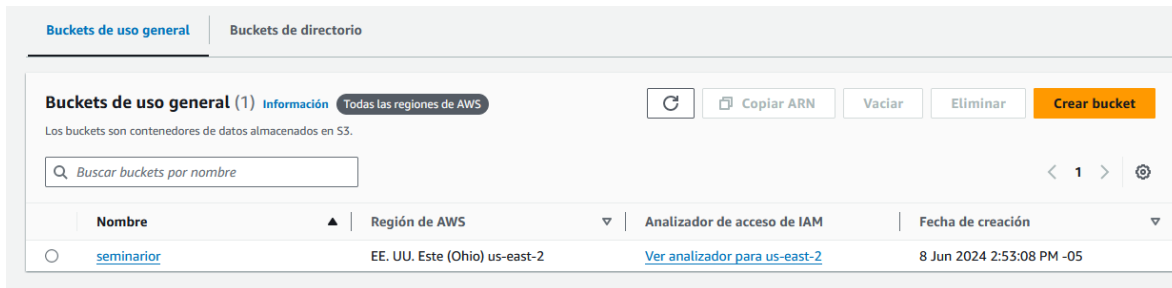 Buckets de uso general Buckets de directorio
Buckets de uso general (1) Información Todas las regiones de AWS Copiar ARN Vaciar Eliminar Crear bucket
Los buckets son contenedores de datos almacenados en S3.
Buscar buckets por nombre 1
Nombre Región de AWS Analizador de acceso de IAM Fecha de creación
seminarior EE. UU. Este (Ohio) us-east-2 Ver analizador para us-east-2 8 Jun 2024 2:53:08 PM -05